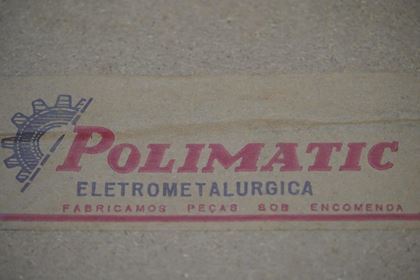 POLIMATIC
ELETROMETALURGICA
FABRICAMOS PEÇAS SOB ENCOMENDA